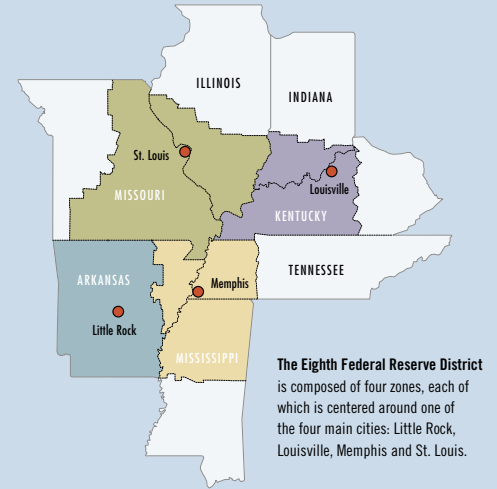 ILLINOIS
INDIANA
St. Louis
Louisville
MISSOURI
KENTUCKY
TENNESSEE
ARKANSAS
Memphis
Little Rock
MISSISSIPPI
The Eighth Federal Reserve District
is composed of four zones, each of
which is centered around one of
the four main cities: Little Rock,
Louisville, Memphis and St. Louis.